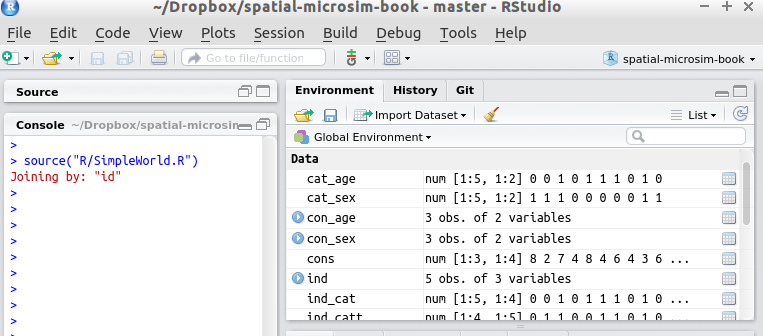 ~/Dropbox/spatial-microsim-book - master - RStudio
File Edit Code View Plots Session Build Debug Tools Help
Go to file/function
spatial-microsim-book
Source
Console ~/Dropbox/spatial-microsim
>
> source("R/SimpleWorld.R")
Joining by: "id"
>
>
>
>
>
>
>
>
>
Environment History Git
Import Dataset
List
Global Environment
Data
cat_age num [1:5, 1:2] 0 0 1 0 1 1 1 0 1 0
cat_sex num [1:5, 1:2] 1 1 1 0 0 0 0 0 1 1
con_age 3 obs. of 2 variables
con_sex 3 obs. of 2 variables
cons num [1:3, 1:4] 8 2 7 4 8 4 6 4 3 6 ...
ind 5 obs. of 3 variables
ind_cat num [1:5, 1:4] 0 0 1 0 1 1 1 0 1 0 ...
ind_catt num [1:4, 1:5] 0 1 1 0 0 1 1 0 1 0 ...